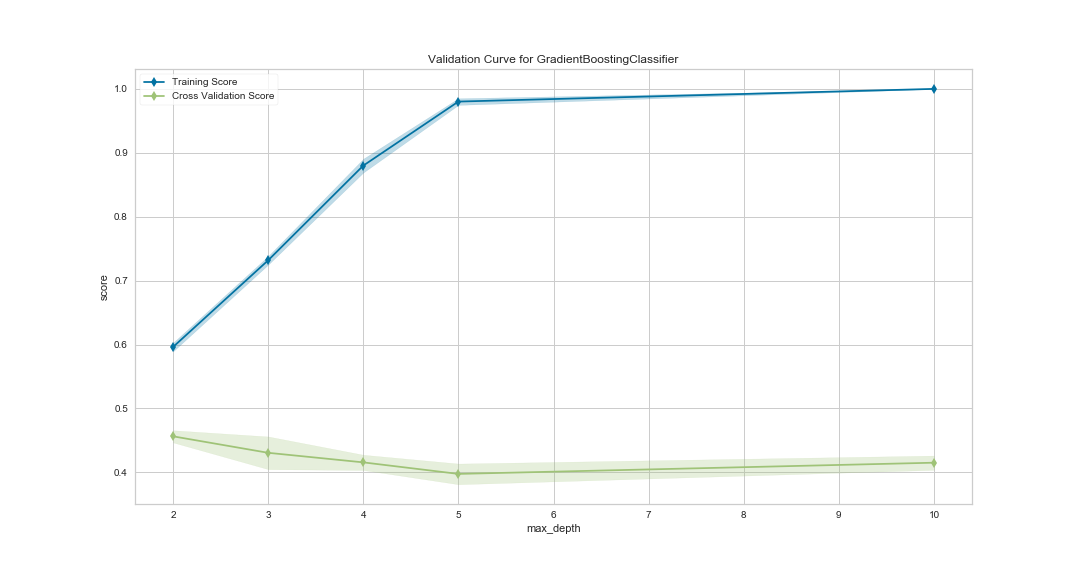 Validation Curve for GradientBoostingClassifier
Training Score
Cross Validation Score
1.0
0.9
0.8
0.7
0.6
0.5
0.4
score
2 3 4 5 6 7 8 9 10
max_depth